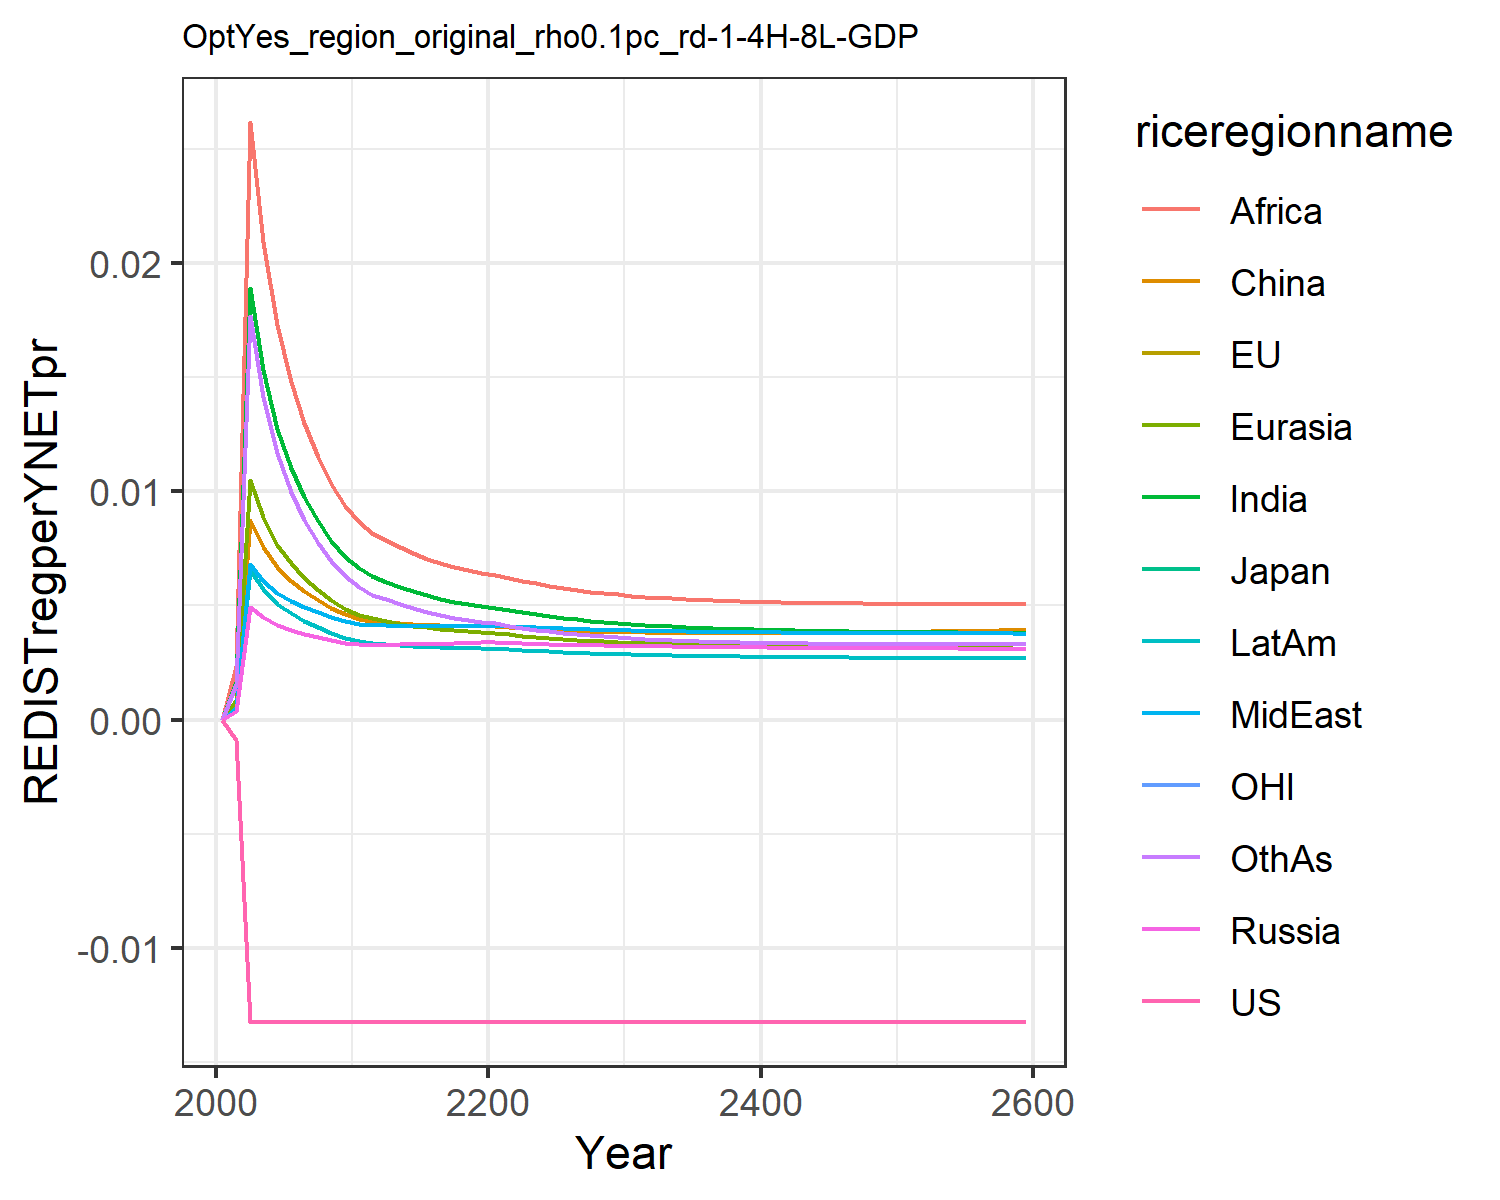 OptYes_region_original_rho0.1pc_rd-1-4H-8L-GDP
REDISTregperYNETpr
0.02
0.01
0.00
-0.01
2000
2200
2400
2600
Year
riceregionname
Africa
China
EU
Eurasia
India
Japan
LatAm
MidEast
OHI
OthAs
Russia
US